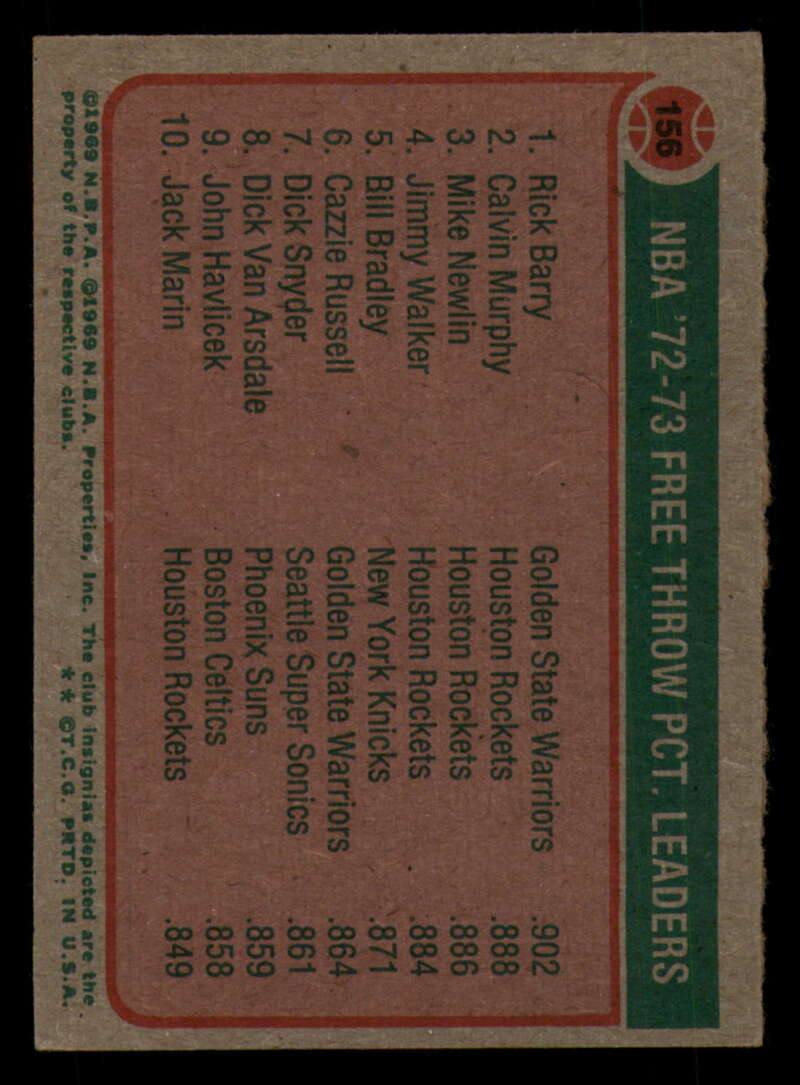 156
NBA '72-73 FREE THROW PCT. LEADERS
1. Rick Barry Golden State Warriors .902
2. Calvin Murphy Houston Rockets .888
3. Mike Newlin Houston Rockets .886
4. Jimmy Walker Houston Rockets .884
5. Bill Bradley New York Knicks .871
6. Cazzie Russell Golden State Warriors .864
7. Dick Snyder Seattle Super Sonics .861
8. Dick Van Arsdale Phoenix Suns .859
9. John Havlicek Boston Celtics .858
10. Jack Marin Houston Rockets .849
©1969 N.B.P.A. ©1969 N.B.A. Properties, Inc. The club insignias depicted are the
property of the respective clubs. ** ©T.C.G. PRTD. IN U.S.A.